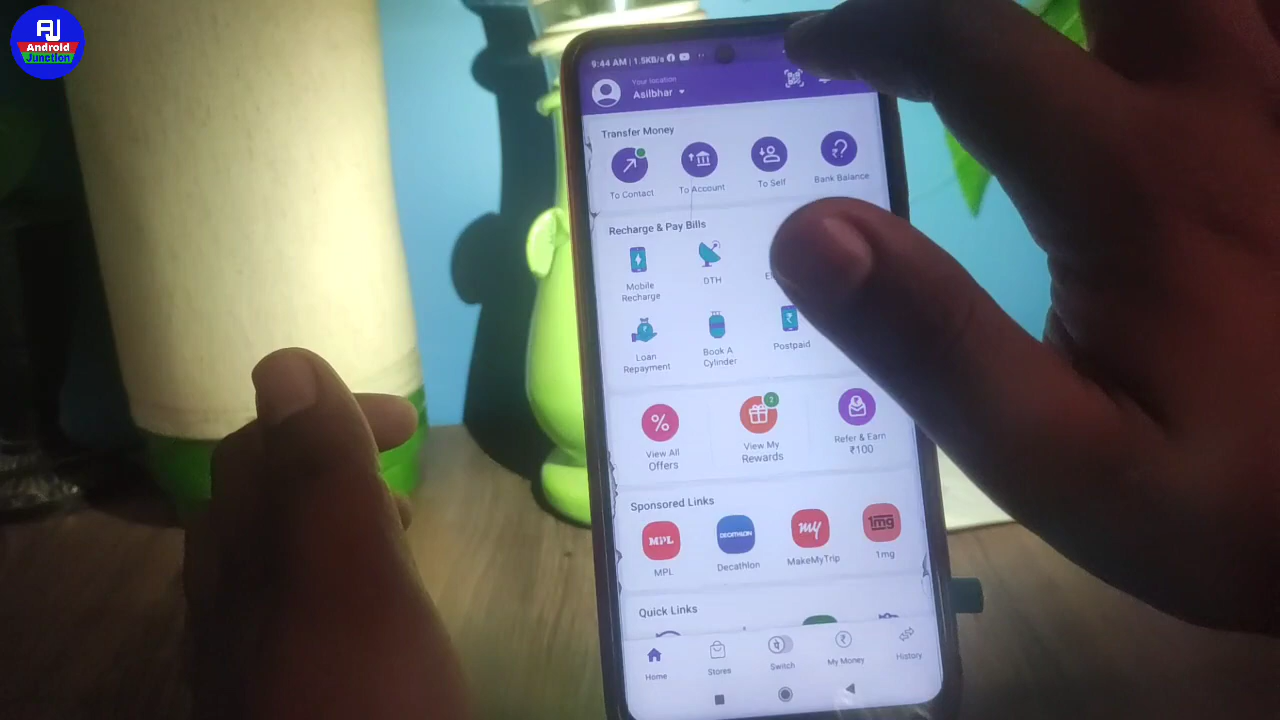 AJ
Android
Junction
9:44 AM | 1.5KB/s
Your location
Asilbhar
Transfer Money
To Contact
To Account
To Self
Bank Balance
Recharge & Pay Bills
Mobile
Recharge
DTH
Loan
Repayment
Book A
Cylinder
Postpaid
View All
Offers
2
View My
Rewards
Refer & Earn
₹100
Sponsored Links
MPL
MPL
DECATHLON
Decathlon
my
MakeMyTrip
1mg
1mg
Quick Links
Home
Stores
Switch
My Money
History